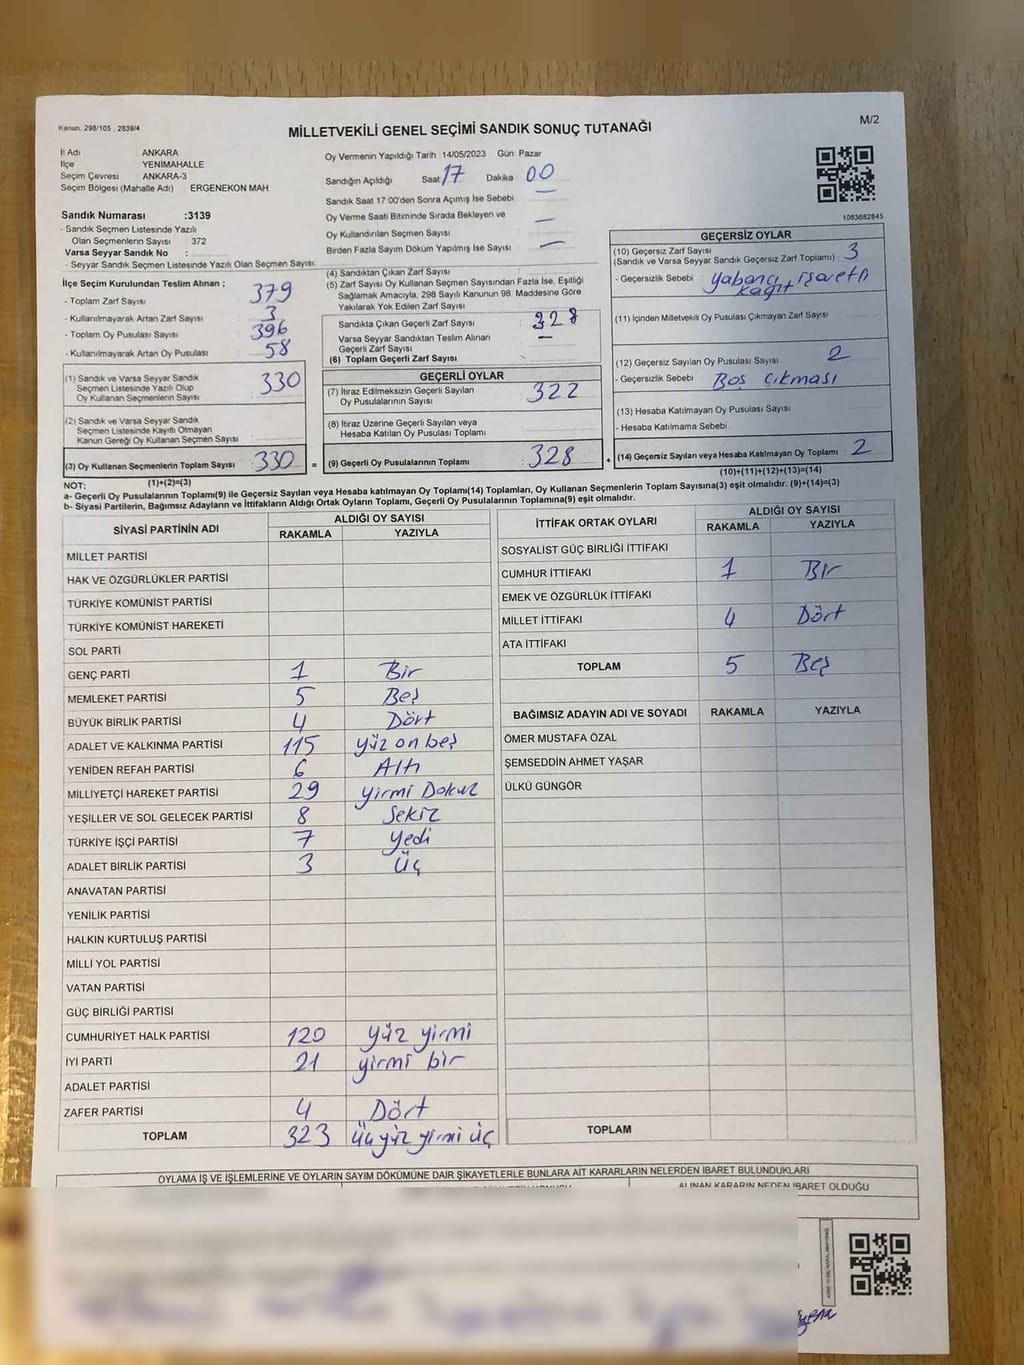 Kanun. 298/105 , 2839/4
M/2
MİLLETVEKİLİ GENEL SEÇİMİ SANDIK SONUÇ TUTANAĞI
İl Adı ANKARA
İlçe YENİMAHALLE
Seçim Çevresi ANKARA-3
Seçim Bölgesi (Mahalle Adı) ERGENEKON MAH
Sandık Numarası :3139
- Sandık Seçmen Listesinde Yazılı
Olan Seçmenlerin Sayısı : 372
Varsa Seyyar Sandık No :
- Seyyar Sandık Seçmen Listesinde Yazılı Olan Seçmen Sayısı:
İlçe Seçim Kurulundan Teslim Alınan ;
- Toplam Zarf Sayısı 379
- Kullanılmayarak Artan Zarf Sayısı 3
- Toplam Oy Pusulası Sayısı 396
- Kullanılmayarak Artan Oy Pusulası 58
(1) Sandık ve Varsa Seyyar Sandık
Seçmen Listesinde Yazılı Olup 330
Oy Kullanan Seçmenlerin Sayısı
(2) Sandık ve Varsa Seyyar Sandık
Seçmen Listesinde Kayıtlı Olmayan
Kanun Gereği Oy Kullanan Seçmen Sayısı
(3) Oy Kullanan Seçmenlerin Toplam Sayısı 330
(1)+(2)=(3)
Oy Vermenin Yapıldığı Tarih 14/05/2023 Gün: Pazar
Sandığın Açıldığı Saat 17 Dakika 00
Sandık Saat 17:00'den Sonra Açımış İse Sebebi —
Oy Verme Saati Bitiminde Sırada Bekleyen ve
Oy Kullandırılan Seçmen Sayısı —
Birden Fazla Sayım Döküm Yapılmış İse Sayısı —
(4) Sandıktan Çıkan Zarf Sayısı
(5) Zarf Sayısı Oy Kullanan Seçmen Sayısından Fazla İse, Eşitliği
Sağlamak Amacıyla, 298 Sayılı Kanunun 98. Maddesine Göre
Yakılarak Yok Edilen Zarf Sayısı
Sandıkta Çıkan Geçerli Zarf Sayısı 328
Varsa Seyyar Sandıktan Teslim Alınan —
Geçerli Zarf Sayısı
(6) Toplam Geçerli Zarf Sayısı
GEÇERLİ OYLAR
(7) İtiraz Edilmeksizin Geçerli Sayılan 322
Oy Pusulalarının Sayısı
(8) İtiraz Üzerine Geçerli Sayılan veya
Hesaba Katılan Oy Pusulası Toplamı
= (9) Geçerli Oy Pusulalarının Toplamı 328
1083682845
GEÇERSİZ OYLAR
(10) Geçersiz Zarf Sayısı 3
(Sandık ve Varsa Seyyar Sandık Geçersiz Zarf Toplamı)
- Geçersizlik Sebebi : Yabancı işaretli
kağıt
(11) İçinden Milletvekili Oy Pusulası Çıkmayan Zarf Sayısı
(12) Geçersiz Sayılan Oy Pusulası Sayısı 2
- Geçersizlik Sebebi : Boş çıkması
(13) Hesaba Katılmayan Oy Pusulası Sayısı
- Hesaba Katılmama Sebebi
+ (14) Geçersiz Sayılan veya Hesaba Katılmayan Oy Toplamı 2
(10)+(11)+(12)+(13)=(14)
NOT:
a- Geçerli Oy Pusulalarının Toplamı(9) ile Geçersiz Sayılan veya Hesaba katılmayan Oy Toplamı(14) Toplamları, Oy Kullanan Seçmenlerin Toplam Sayısına(3) eşit olmalıdır. (9)+(14)=(3)
b- Siyasi Partilerin, Bağımsız Adayların ve İttifakların Aldığı Ortak Oyların Toplamı, Geçerli Oy Pusulalarının Toplamına(9) eşit olmalıdır.
SİYASİ PARTİNİN ADI ALDIĞI OY SAYISI
RAKAMLA YAZIYLA
MİLLET PARTİSİ
HAK VE ÖZGÜRLÜKLER PARTİSİ
TÜRKİYE KOMÜNİST PARTİSİ
TÜRKİYE KOMÜNİST HAREKETİ
SOL PARTİ
GENÇ PARTİ 1 Bir
MEMLEKET PARTİSİ 5 Beş
BÜYÜK BİRLİK PARTİSİ 4 Dört
ADALET VE KALKINMA PARTİSİ 115 yüz on beş
YENİDEN REFAH PARTİSİ 6 Altı
MİLLİYETÇİ HAREKET PARTİSİ 29 yirmi Dokuz
YEŞİLLER VE SOL GELECEK PARTİSİ 8 Sekiz
TÜRKİYE İŞÇİ PARTİSİ 7 Yedi
ADALET BİRLİK PARTİSİ 3 Üç
ANAVATAN PARTİSİ
YENİLİK PARTİSİ
HALKIN KURTULUŞ PARTİSİ
MİLLİ YOL PARTİSİ
VATAN PARTİSİ
GÜÇ BİRLİĞİ PARTİSİ
CUMHURİYET HALK PARTİSİ 120 Yüz yirmi
İYİ PARTİ 21 yirmi bir
ADALET PARTİSİ
ZAFER PARTİSİ 4 Dört
TOPLAM 323 Üçyüz yirmi üç
İTTİFAK ORTAK OYLARI ALDIĞI OY SAYISI
RAKAMLA YAZIYLA
SOSYALİST GÜÇ BİRLİĞİ İTTİFAKI
CUMHUR İTTİFAKI 1 Bir
EMEK VE ÖZGÜRLÜK İTTİFAKI
MİLLET İTTİFAKI 4 Dört
ATA İTTİFAKI
TOPLAM 5 Beş
BAĞIMSIZ ADAYIN ADI VE SOYADI RAKAMLA YAZIYLA
ÖMER MUSTAFA ÖZAL
ŞEMSEDDİN AHMET YAŞAR
ÜLKÜ GÜNGÖR
TOPLAM
OYLAMA İŞ VE İŞLEMLERİNE VE OYLARIN SAYIM DÖKÜMÜNE DAİR ŞİKAYETLERLE BUNLARA AİT KARARLARIN NELERDEN İBARET BULUNDUKLARI
ALINAN KARARIN NEDEN İBARET OLDUĞU